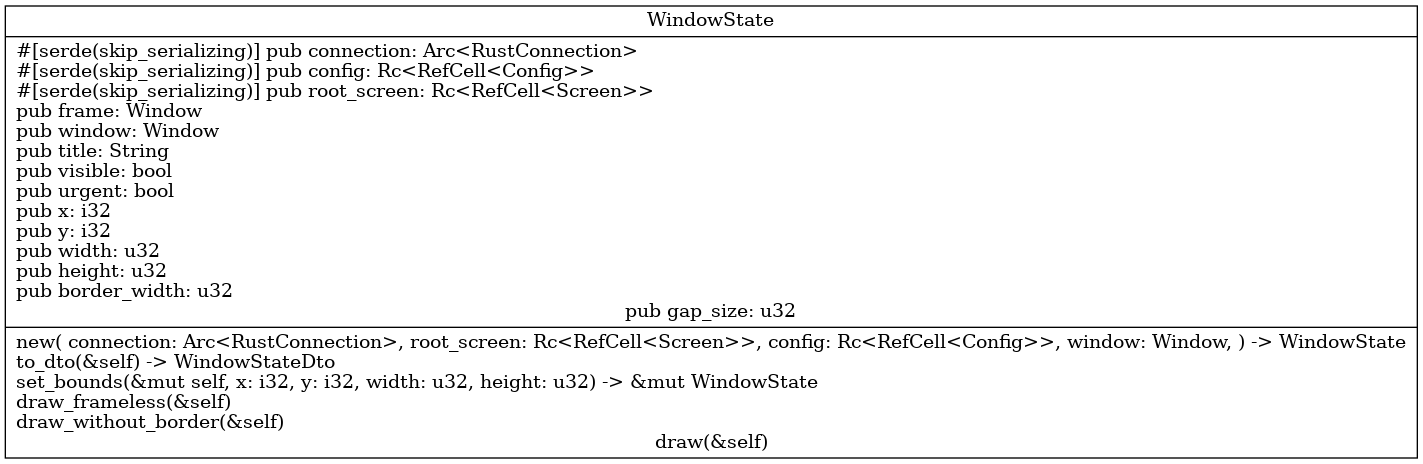 WindowState
#[serde(skip_serializing)] pub connection: Arc<RustConnection>
#[serde(skip_serializing)] pub config: Rc<RefCell<Config>>
#[serde(skip_serializing)] pub root_screen: Rc<RefCell<Screen>>
pub frame: Window
pub window: Window
pub title: String
pub visible: bool
pub urgent: bool
pub x: i32
pub y: i32
pub width: u32
pub height: u32
pub border_width: u32
pub gap_size: u32
new( connection: Arc<RustConnection>, root_screen: Rc<RefCell<Screen>>, config: Rc<RefCell<Config>>, window: Window, ) -> WindowState
to_dto(&self) -> WindowStateDto
set_bounds(&mut self, x: i32, y: i32, width: u32, height: u32) -> &mut WindowState
draw_frameless(&self)
draw_without_border(&self)
draw(&self)